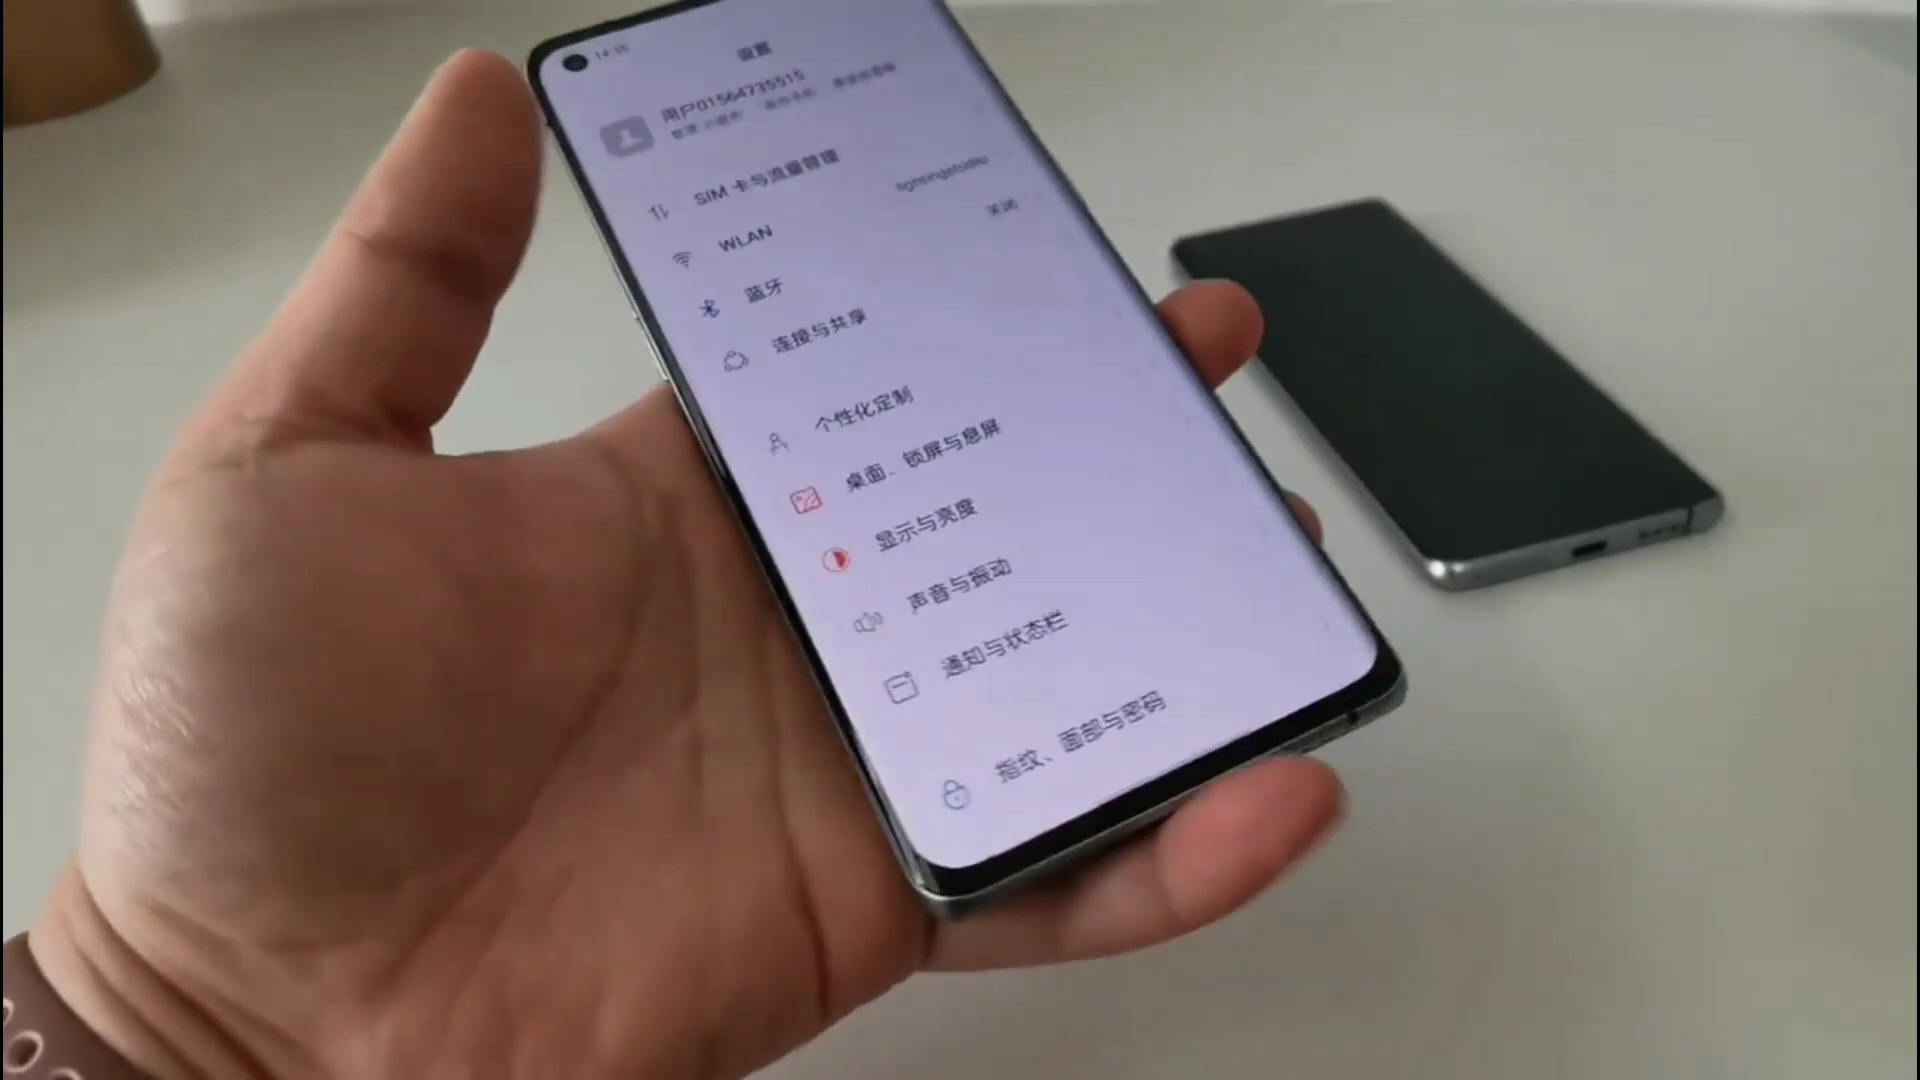 设置
用户01564735515
SIM 卡与流量管理
WLAN
lightingstudio
蓝牙
关闭
连接与共享
个性化定制
桌面、锁屏与息屏
显示与亮度
声音与振动
通知与状态栏
指纹、面部与密码